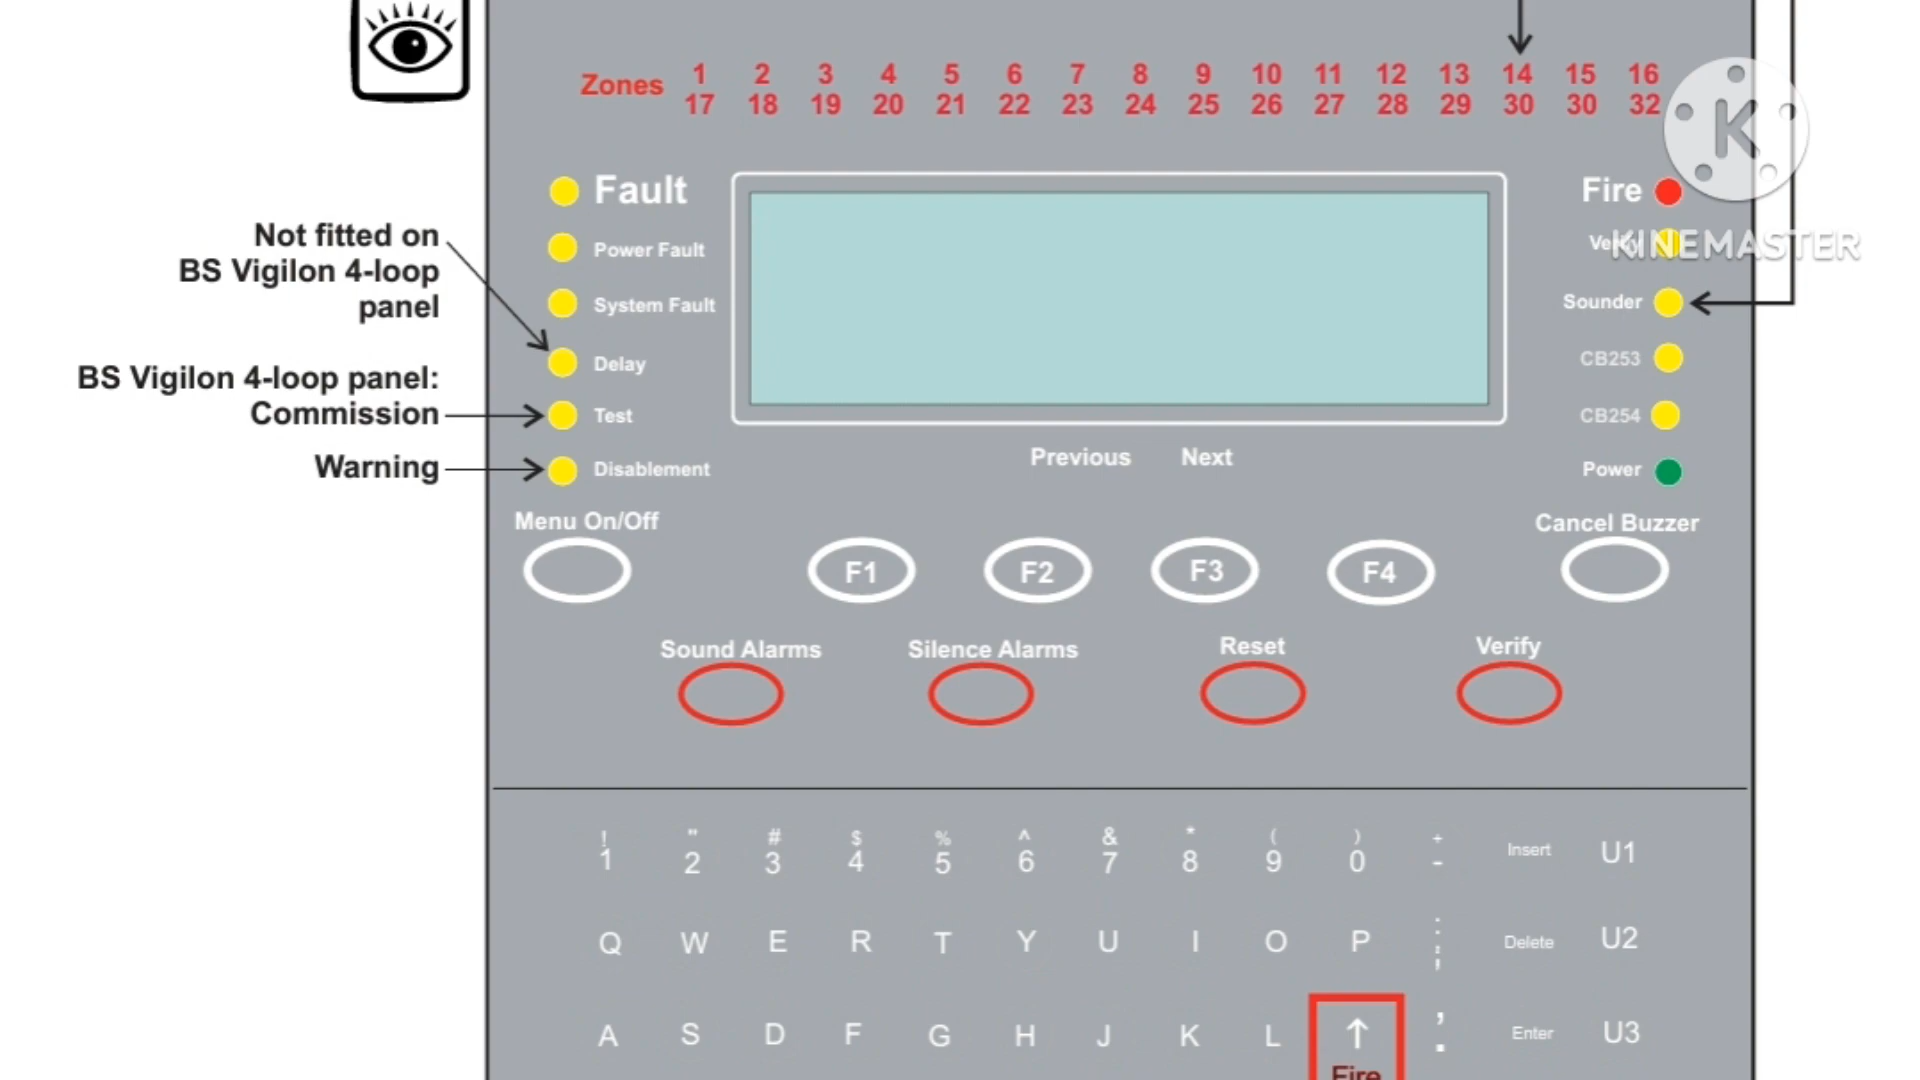 Zones 1 2 3 4 5 6 7 8 9 10 11 12 13 14 15 16
17 18 19 20 21 22 23 24 25 26 27 28 29 30 30 32
K
KINEMASTER
Fault
Power Fault
System Fault
Delay
Test
Disablement
Not fitted on
BS Vigilon 4-loop
panel
BS Vigilon 4-loop panel:
Commission
Warning
Fire
Verify
Sounder
CB253
CB254
Power
Previous Next
Menu On/Off
Cancel Buzzer
F1 F2 F3 F4
Sound Alarms Silence Alarms Reset Verify
! " # $ % ^ & * ( ) +
1 2 3 4 5 6 7 8 9 0 - Insert U1
Q W E R T Y U I O P : ; Delete U2
A S D F G H J K L ↑ ' . Enter U3
Fire